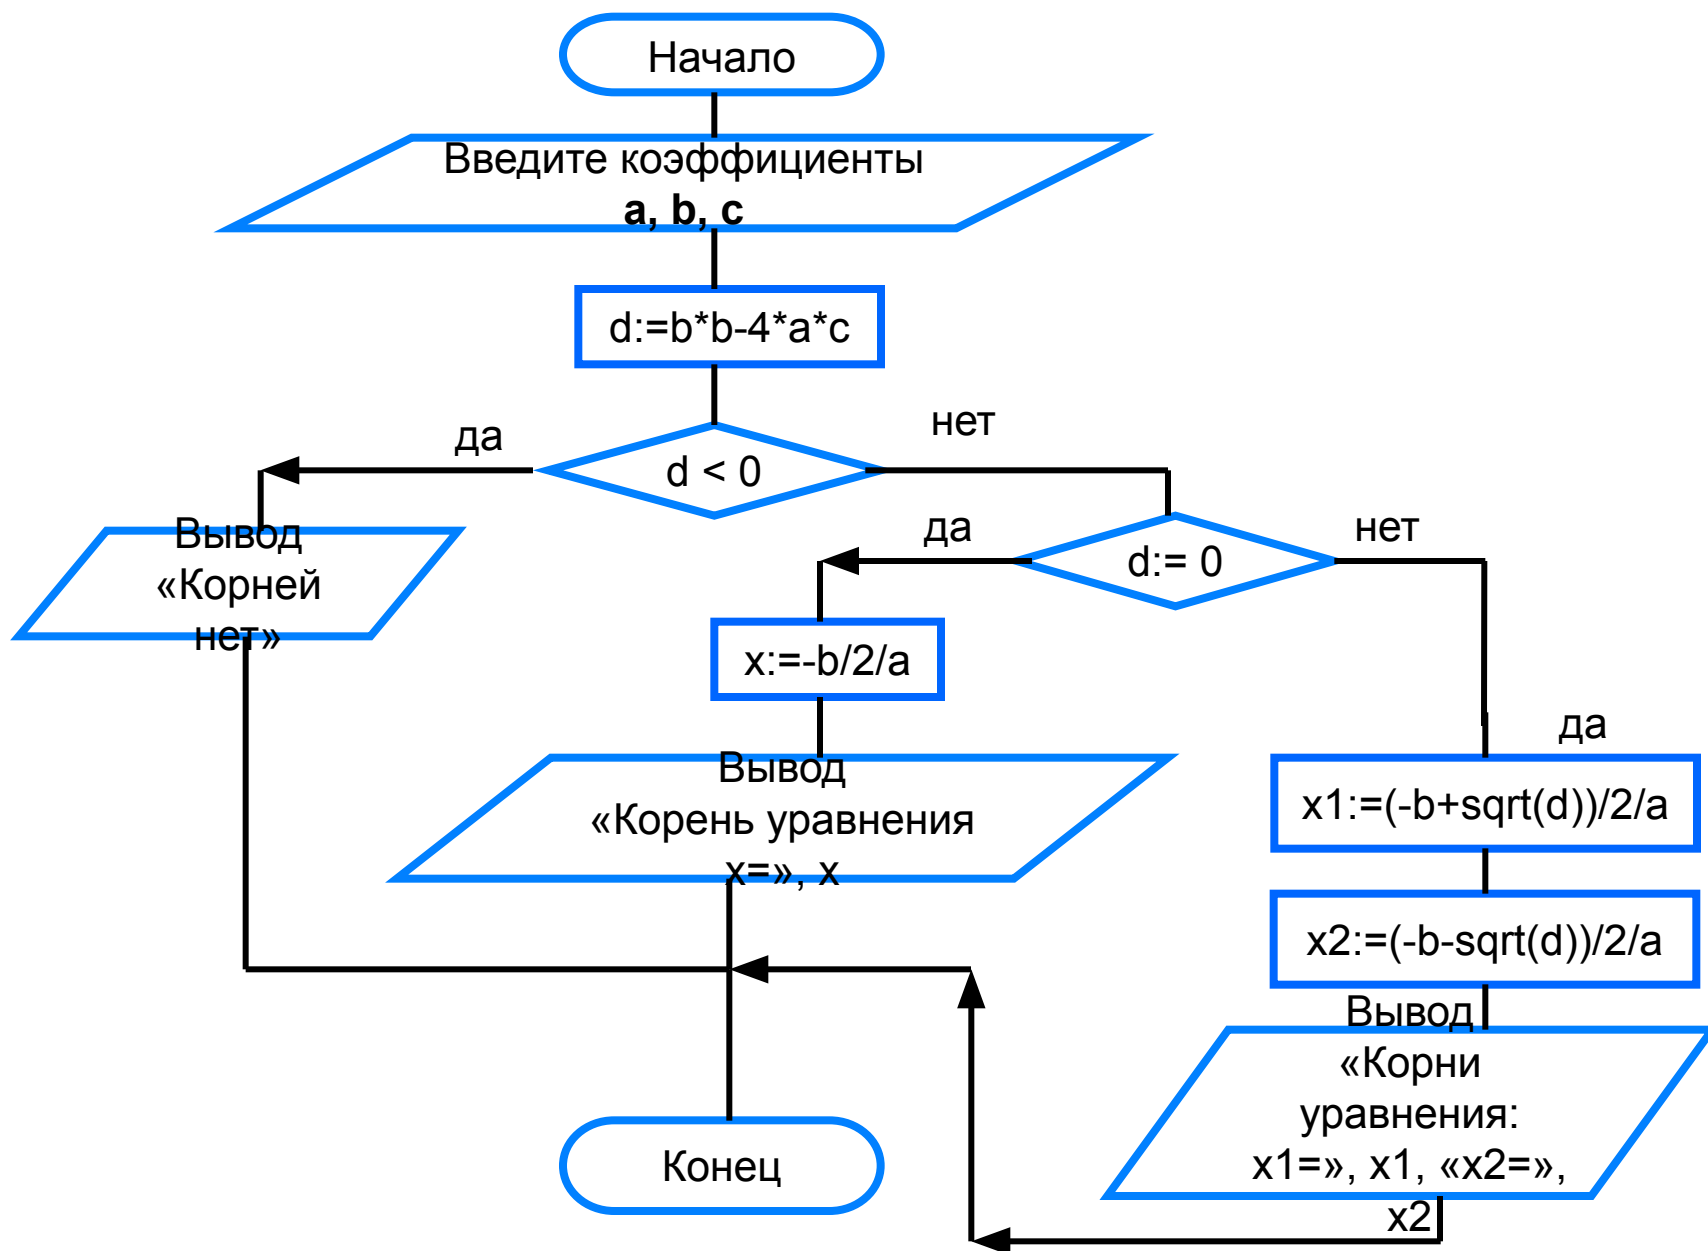 Начало
Введите коэффициенты
a, b, c
d:=b*b-4*a*c
да
нет
d < 0
Вывод
«Корней
нет»
да
нет
d:= 0
x:=-b/2/a
Вывод
«Корень уравнения
x=», x
да
x1:=(-b+sqrt(d))/2/a
x2:=(-b-sqrt(d))/2/a
Вывод
«Корни
уравнения:
x1=», x1, «x2=»,
x2
Конец